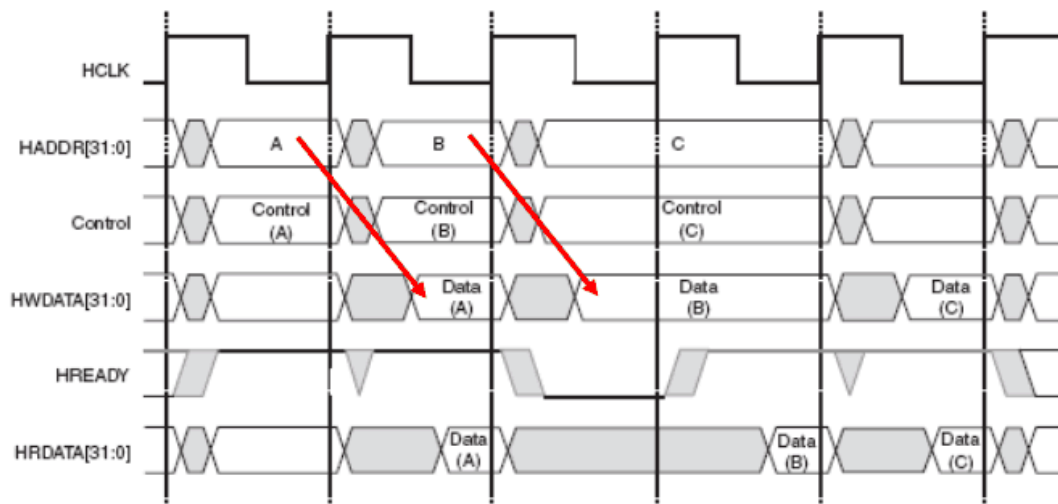 HCLK
HADDR[31:0]
A
B
C
Control
Control
(A)
Control
(B)
Control
(C)
HWDATA[31:0]
Data
(A)
Data
(B)
Data
(C)
HREADY
HRDATA[31:0]
Data
(A)
Data
(B)
Data
(C)